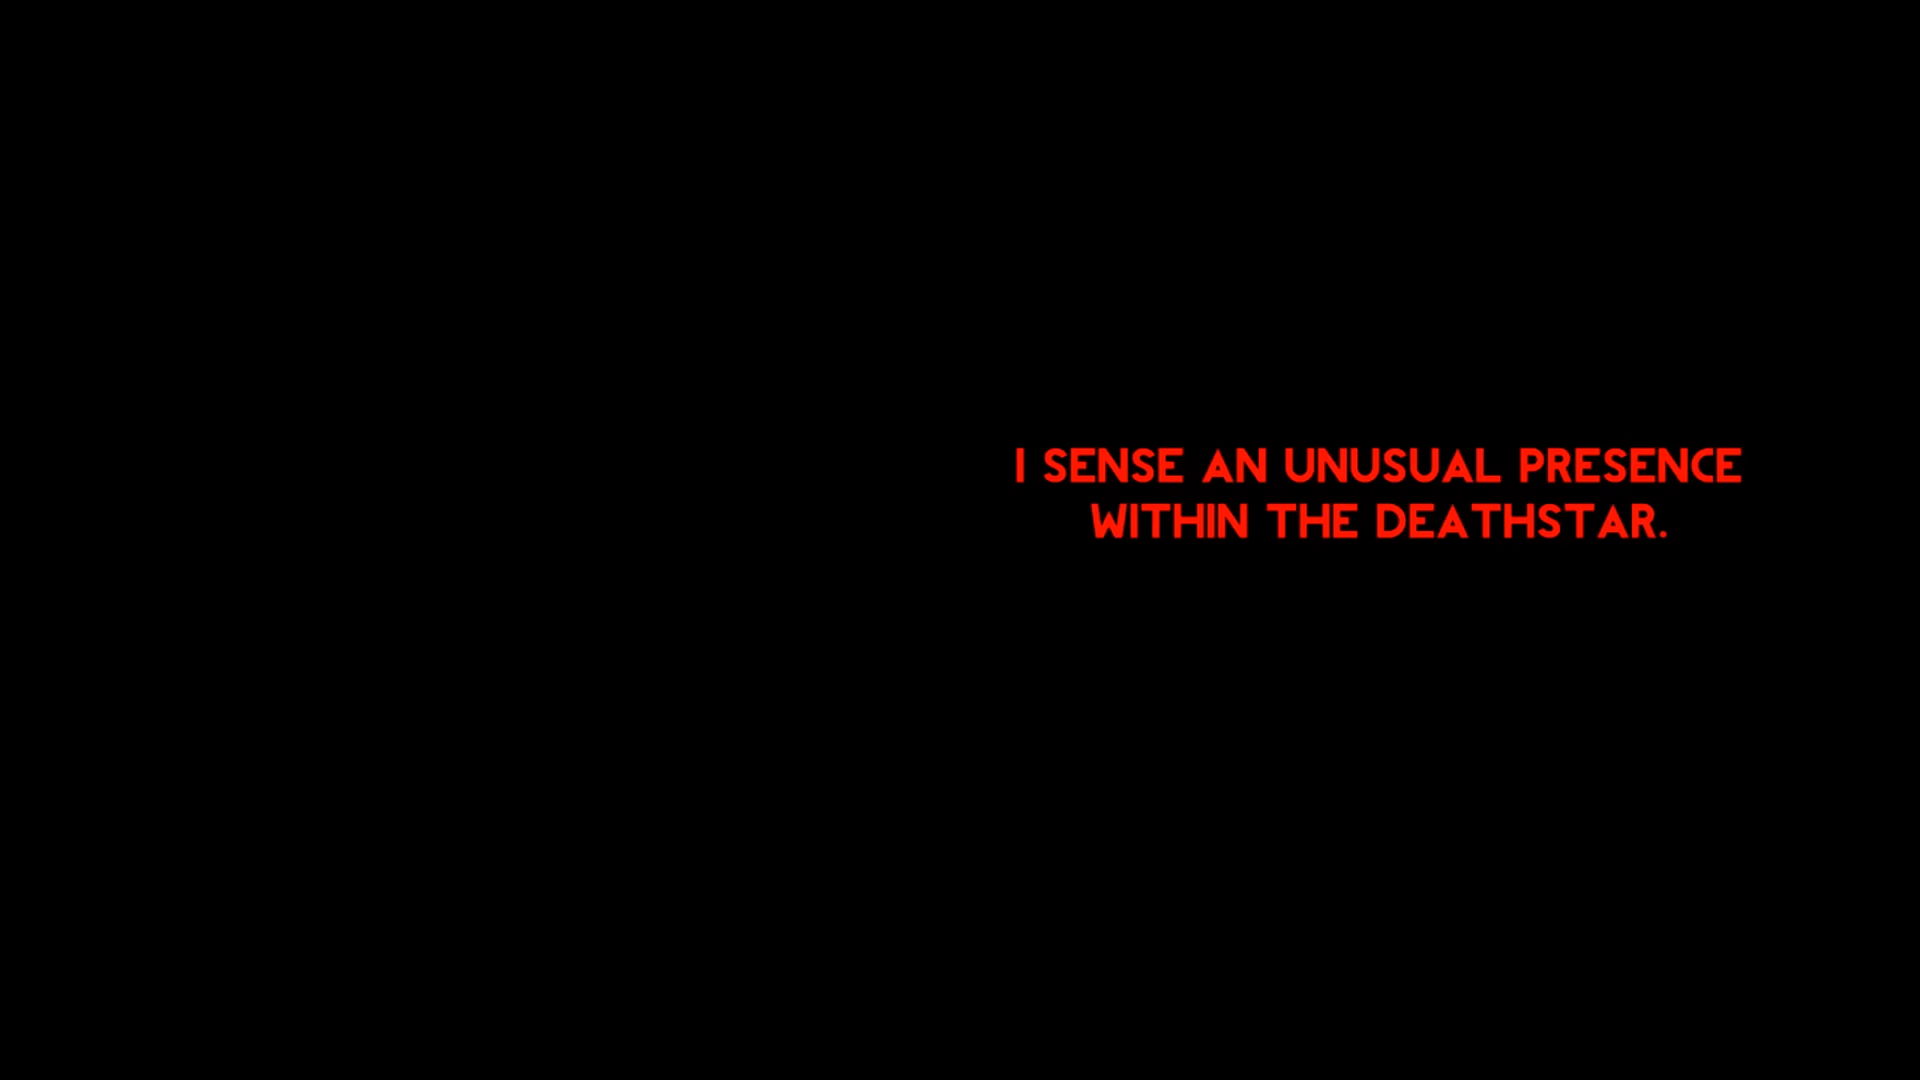 I SENSE AN UNUSUAL PRESENCE
WITHIN THE DEATHSTAR.